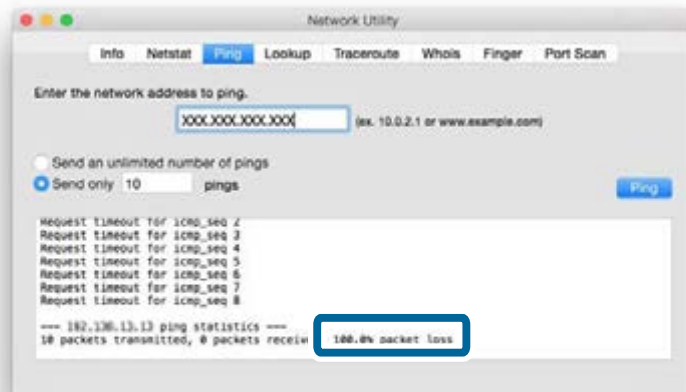 Network Utility
Info Netstat Ping Lookup Traceroute Whois Finger Port Scan
Enter the network address to ping.
XXX.XXX.XXX.XXX (ex. 10.0.2.1 or www.example.com)
Send an unlimited number of pings
Send only 10 pings
Ping
Request timeout for icmp_seq 2
Request timeout for icmp_seq 3
Request timeout for icmp_seq 4
Request timeout for icmp_seq 5
Request timeout for icmp_seq 6
Request timeout for icmp_seq 7
Request timeout for icmp_seq 8
--- ping statistics ---
10 packets transmitted, 0 packets receive 100.0% packet loss